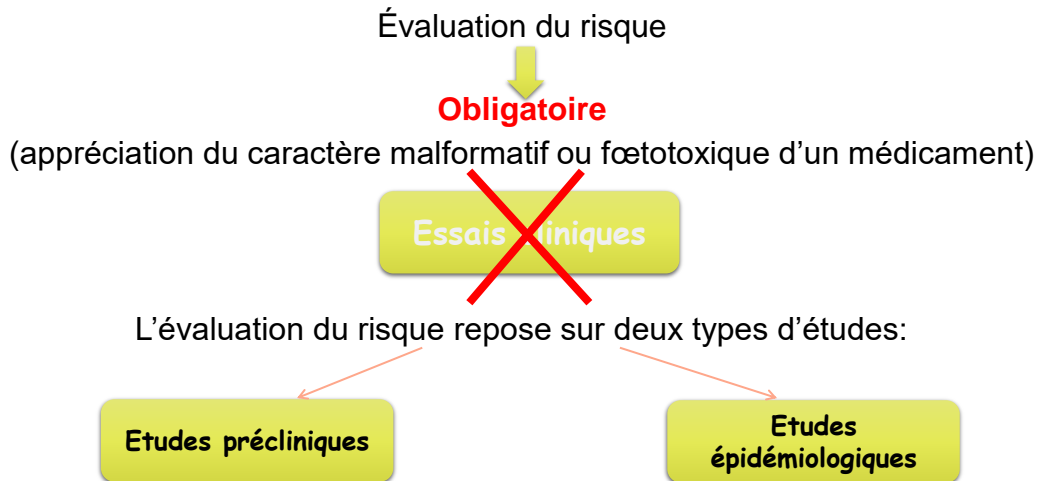 Évaluation du risque
Obligatoire
(appréciation du caractère malformatif ou fœtotoxique d’un médicament)
Essais cliniques
L’évaluation du risque repose sur deux types d’études:
Etudes précliniques
Etudes
épidémiologiques